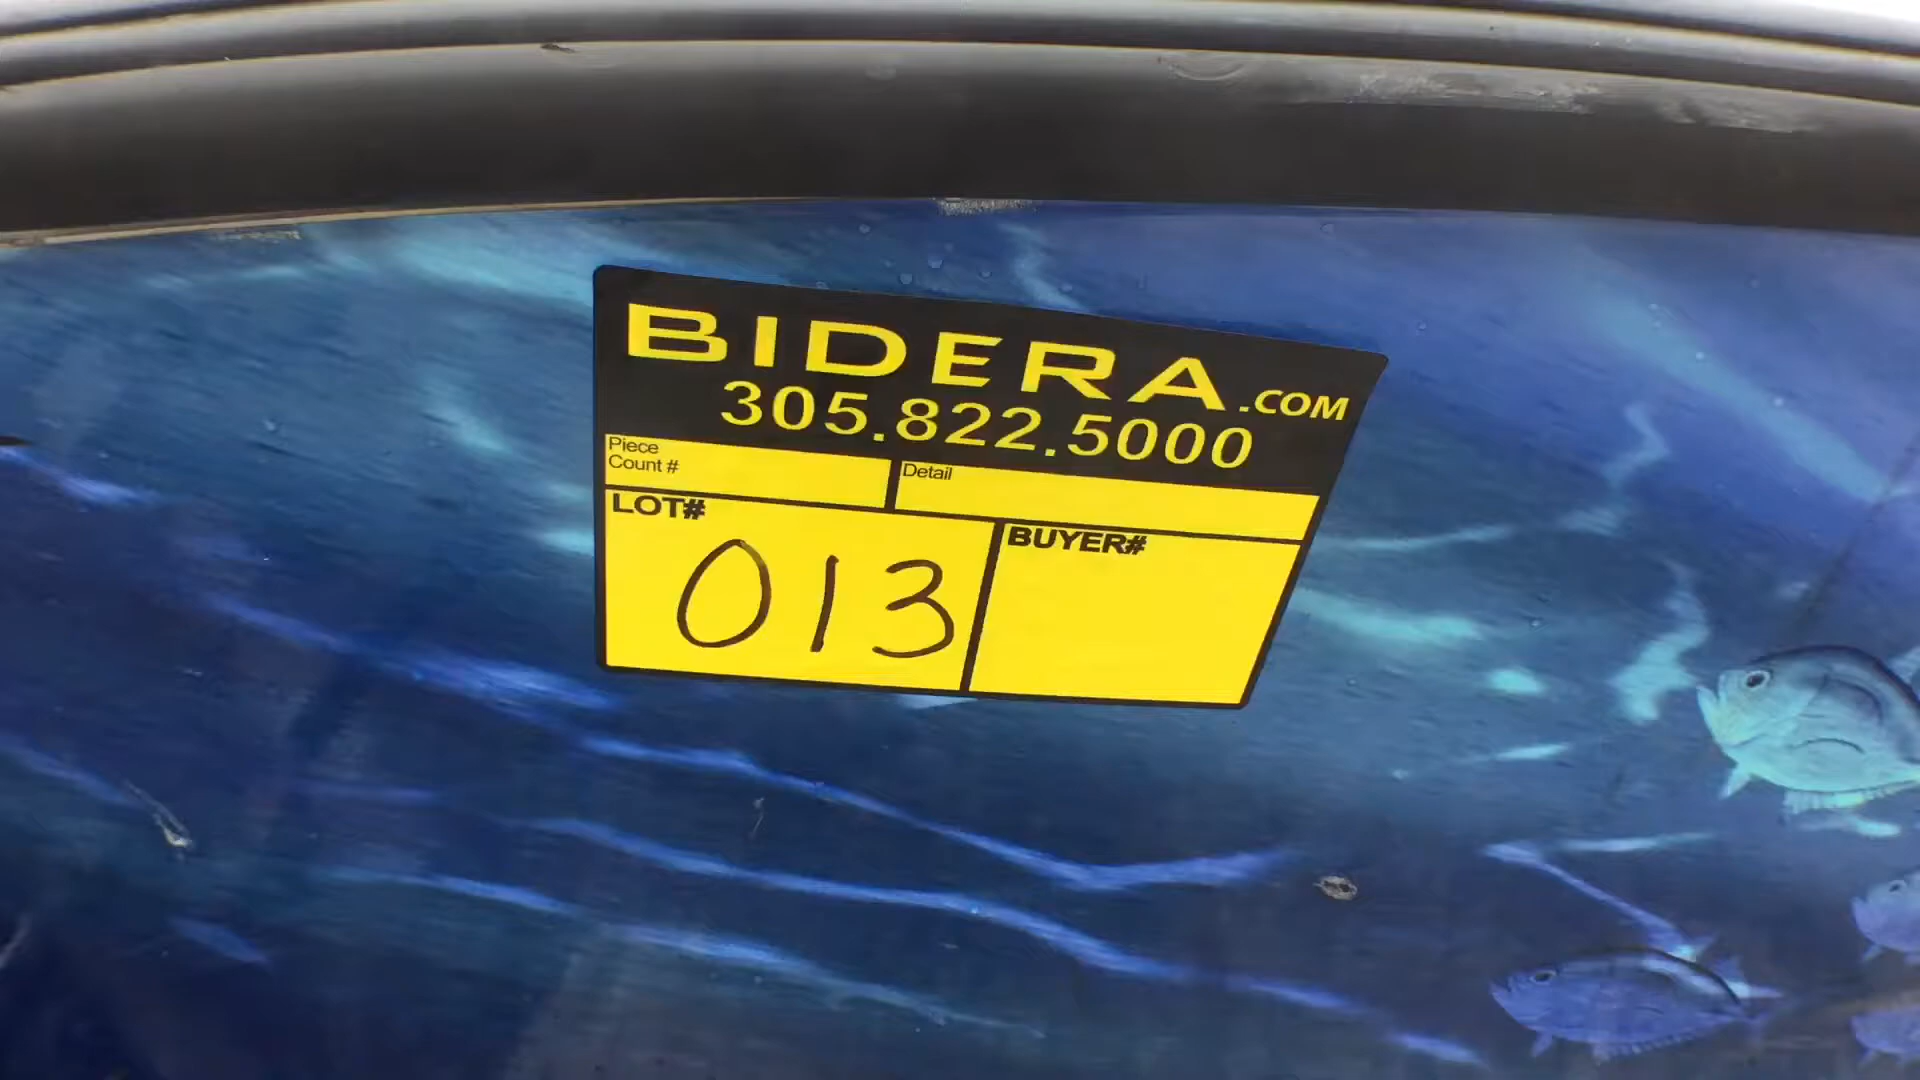 BIDERA.COM
305.822.5000
Piece
Count #
Detail
LOT#
BUYER#
013